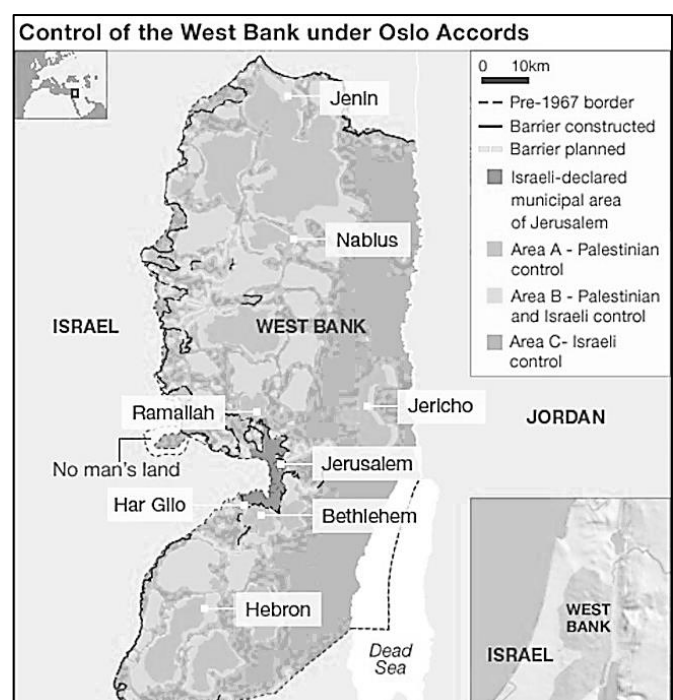 Control of the West Bank under Oslo Accords
0 10km
Pre-1967 border
Barrier constructed
Barrier planned
Israeli-declared
municipal area
of Jerusalem
Area A - Palestinian
control
Area B - Palestinian
and Israeli control
Area C- Israeli
control
Jenin
Nablus
ISRAEL
WEST BANK
Ramallah
Jericho
JORDAN
No man's land
Jerusalem
Har Gilo
Bethlehem
Hebron
Dead
Sea
WEST
BANK
ISRAEL